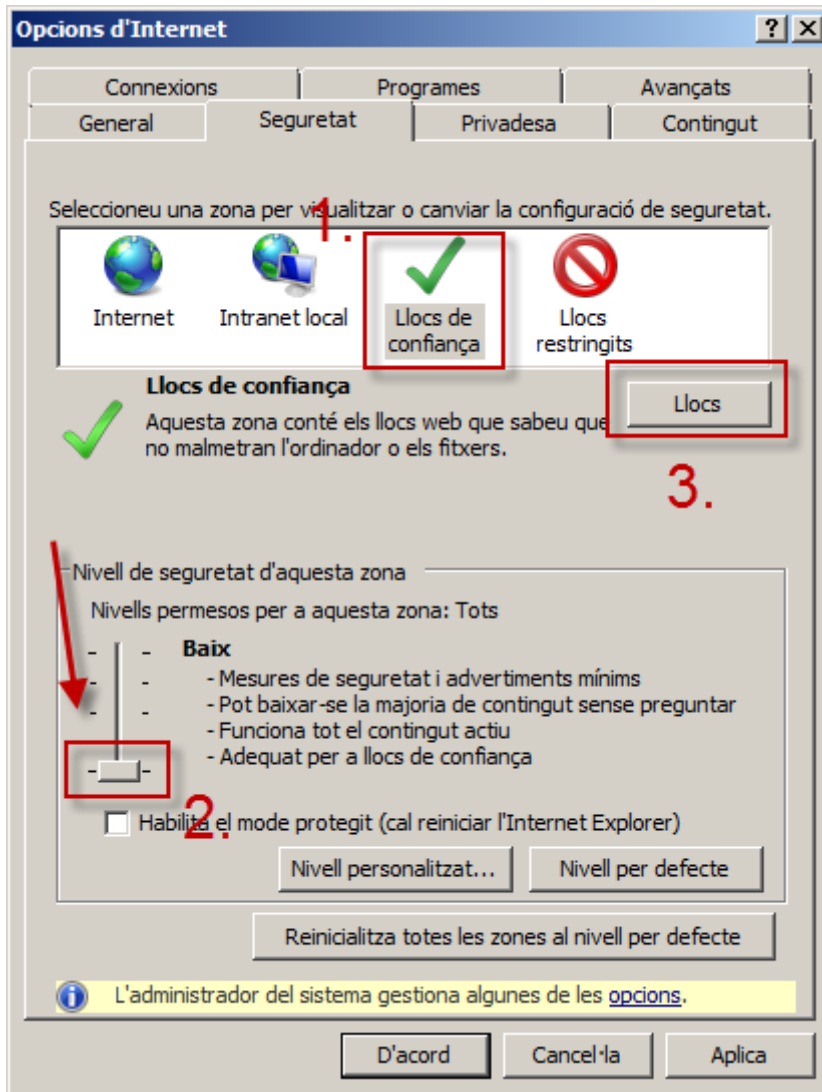 Opcions d'Internet
Connexions Programes Avançats
General Seguretat Privadesa Contingut
Seleccioneu una zona per visualitzar o canviar la configuració de seguretat.
1.
Internet Intranet local Llocs de confiança Llocs restringits
Llocs de confiança
Aquesta zona conté els llocs web que sabeu que
no malmetran l'ordinador o els fitxers.
Llocs
3.
Nivell de seguretat d'aquesta zona
Nivells permesos per a aquesta zona: Tots
Baix
- Mesures de seguretat i advertiments mínims
- Pot baixar-se la majoria de contingut sense preguntar
- Funciona tot el contingut actiu
- Adequat per a llocs de confiança
2.
Habilita el mode protegit (cal reiniciar l'Internet Explorer)
Nivell personalitzat... Nivell per defecte
Reinicialitza totes les zones al nivell per defecte
L'administrador del sistema gestiona algunes de les opcions.
D'acord Cancel·la Aplica